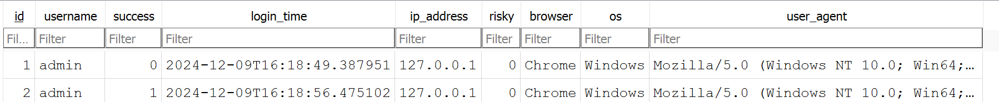 id username success login_time ip_address risky browser os user_agent
Fil... Filter Filter Filter Filter Filter Filter Filter Filter
1 admin 0 2024-12-09T16:18:49.387951 127.0.0.1 0 Chrome Windows Mozilla/5.0 (Windows NT 10.0; Win64;...
2 admin 1 2024-12-09T16:18:56.475102 127.0.0.1 0 Chrome Windows Mozilla/5.0 (Windows NT 10.0; Win64;...